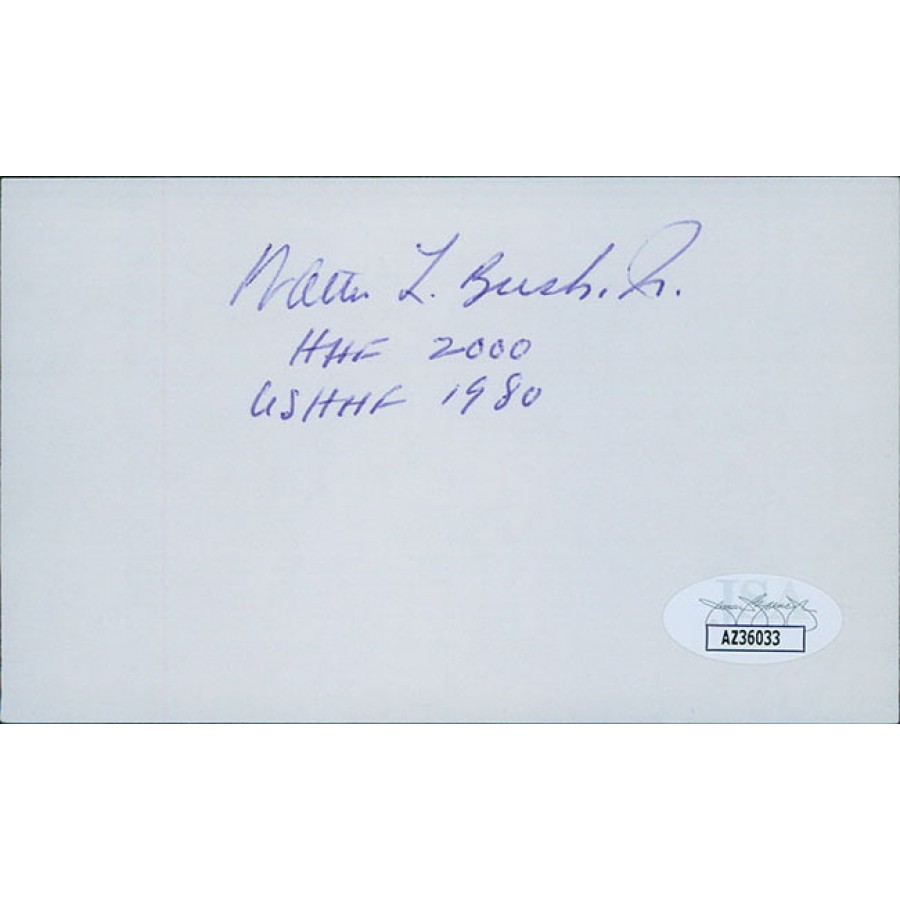 Walter L. Bush, Jr.
HHF 2000
USHHF 1980
JSA
AZ36033